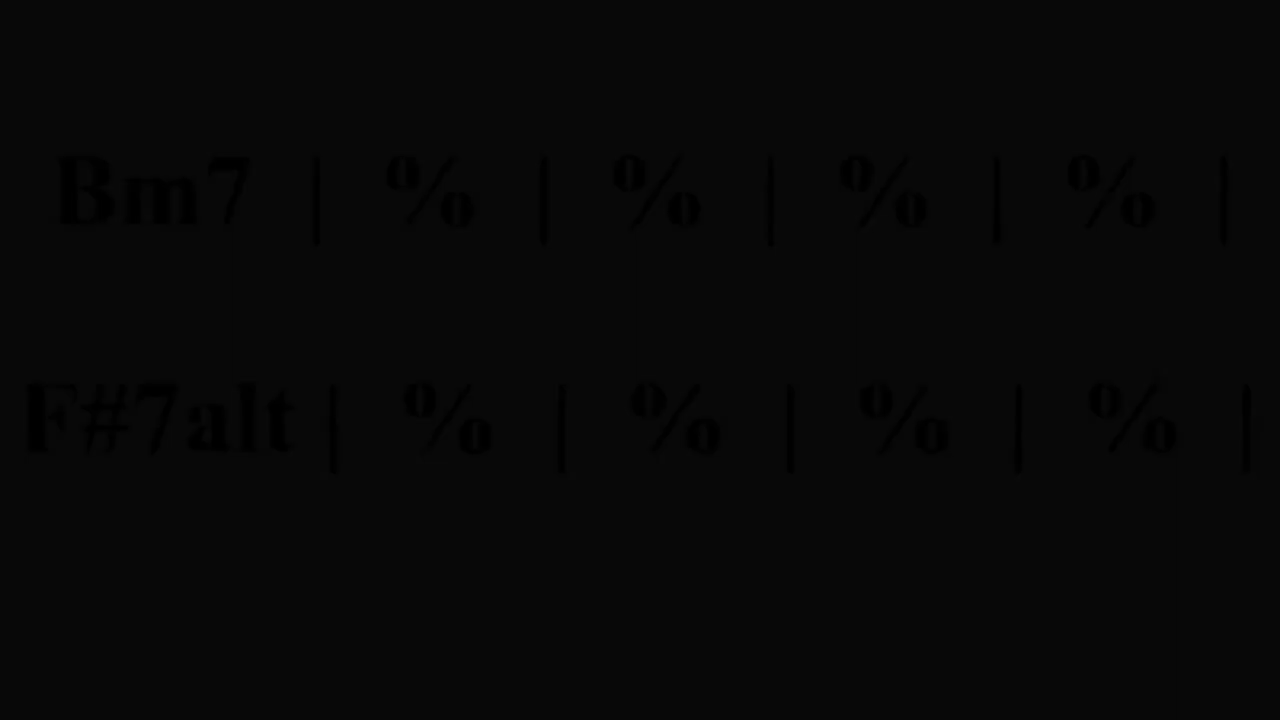 Bm7 | % | % | % | % |
F#7alt | % | % | % | % |